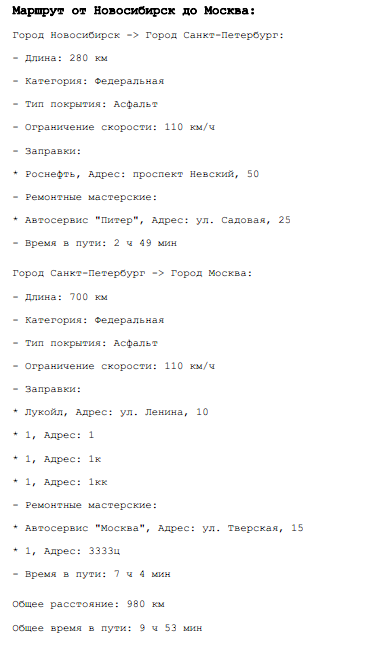 Маршрут от Новосибирск до Москва:
Город Новосибирск -> Город Санкт-Петербург:
- Длина: 280 км
- Категория: Федеральная
- Тип покрытия: Асфальт
- Ограничение скорости: 110 км/ч
- Заправки:
* Роснефть, Адрес: проспект Невский, 50
- Ремонтные мастерские:
* Автосервис "Питер", Адрес: ул. Садовая, 25
- Время в пути: 2 ч 49 мин
Город Санкт-Петербург -> Город Москва:
- Длина: 700 км
- Категория: Федеральная
- Тип покрытия: Асфальт
- Ограничение скорости: 110 км/ч
- Заправки:
* Лукойл, Адрес: ул. Ленина, 10
* 1, Адрес: 1
* 1, Адрес: 1к
* 1, Адрес: 1кк
- Ремонтные мастерские:
* Автосервис "Москва", Адрес: ул. Тверская, 15
* 1, Адрес: 3333ц
- Время в пути: 7 ч 4 мин
Общее расстояние: 980 км
Общее время в пути: 9 ч 53 мин